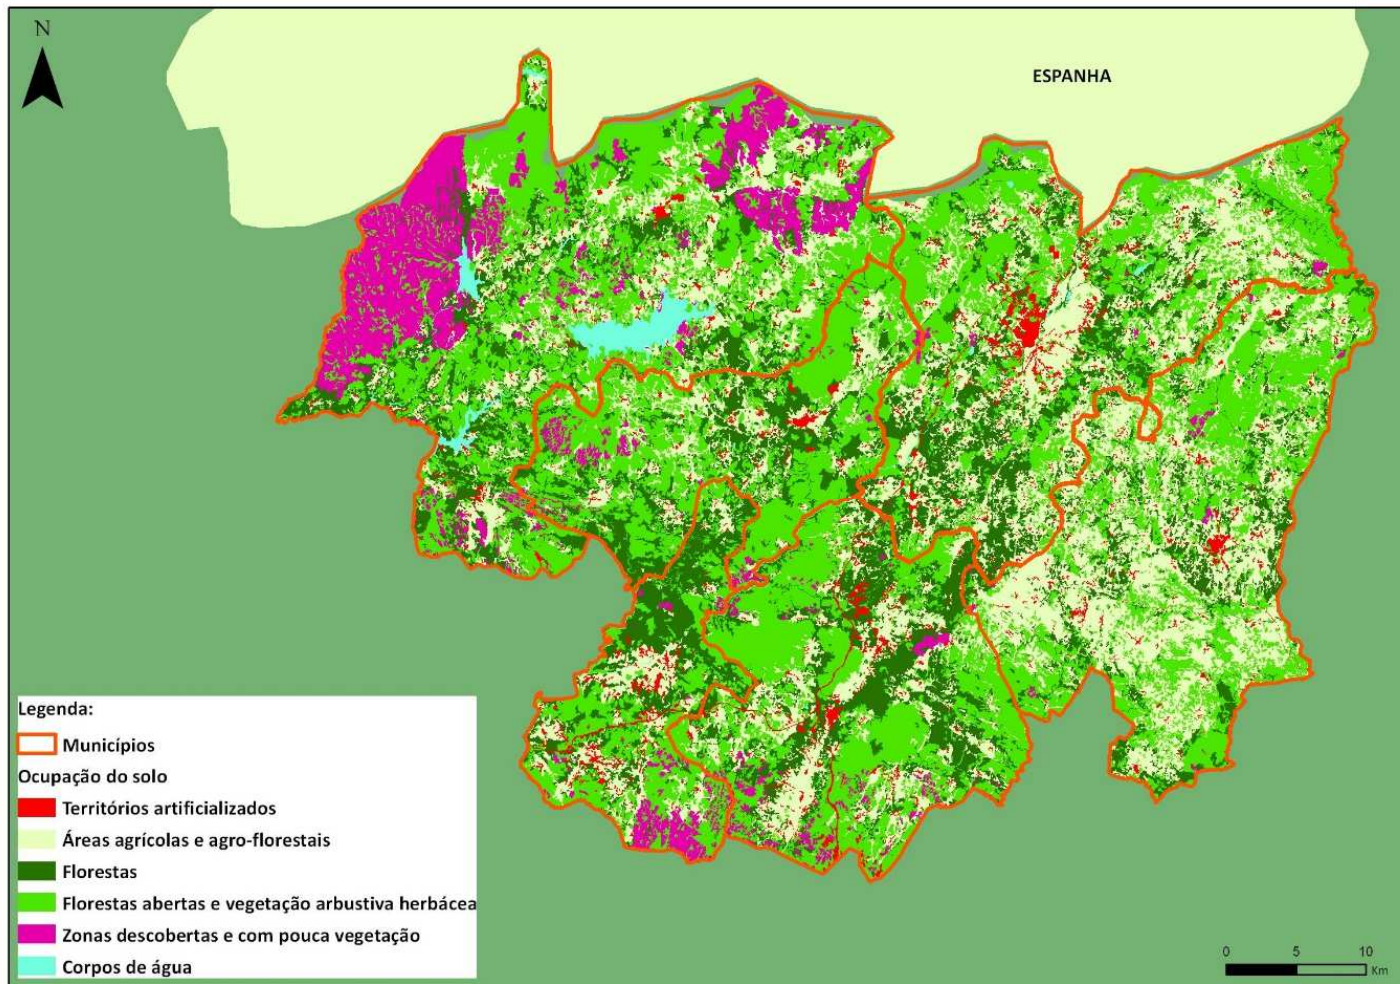 N
ESPANHA
Legenda:
Municípios
Ocupação do solo
Territórios artificializados
Áreas agrícolas e agro-florestais
Florestas
Florestas abertas e vegetação arbustiva herbácea
Zonas descobertas e com pouca vegetação
Corpos de água
0 5 10
Km